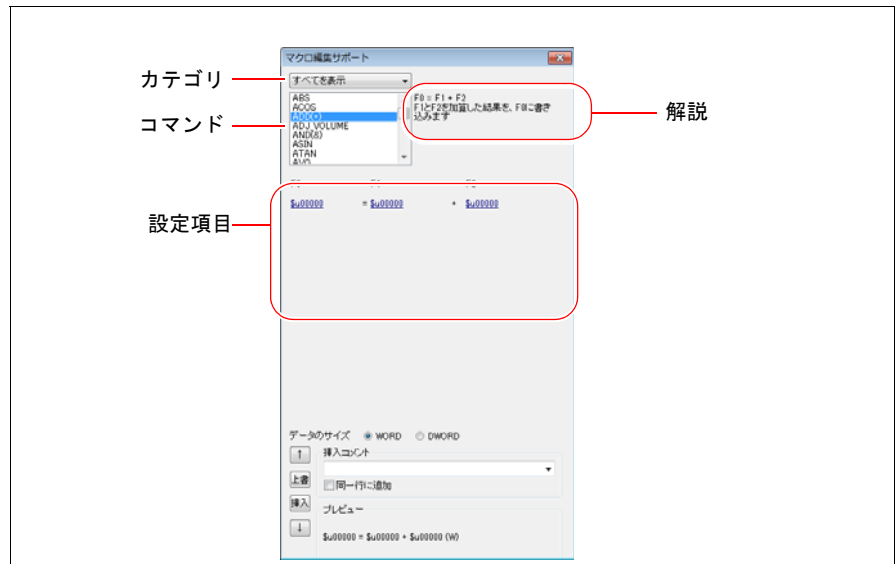 マクロ編集サポート
カテゴリ
すべてを表示
コマンド
ABS
ACOS
ADD(+)
ADJ_VOLUME
AND(&)
ASIN
ATAN
AVG
F0 = F1 + F2
F1とF2を加算した結果を、F0に書き
込みます
解説
設定項目
$u00000 = $u00000 + $u00000
データのサイズ WORD DWORD
↑ 挿入コメント
上書 同一行に追加
挿入 プレビュー
↓ $u00000 = $u00000 + $u00000 (W)